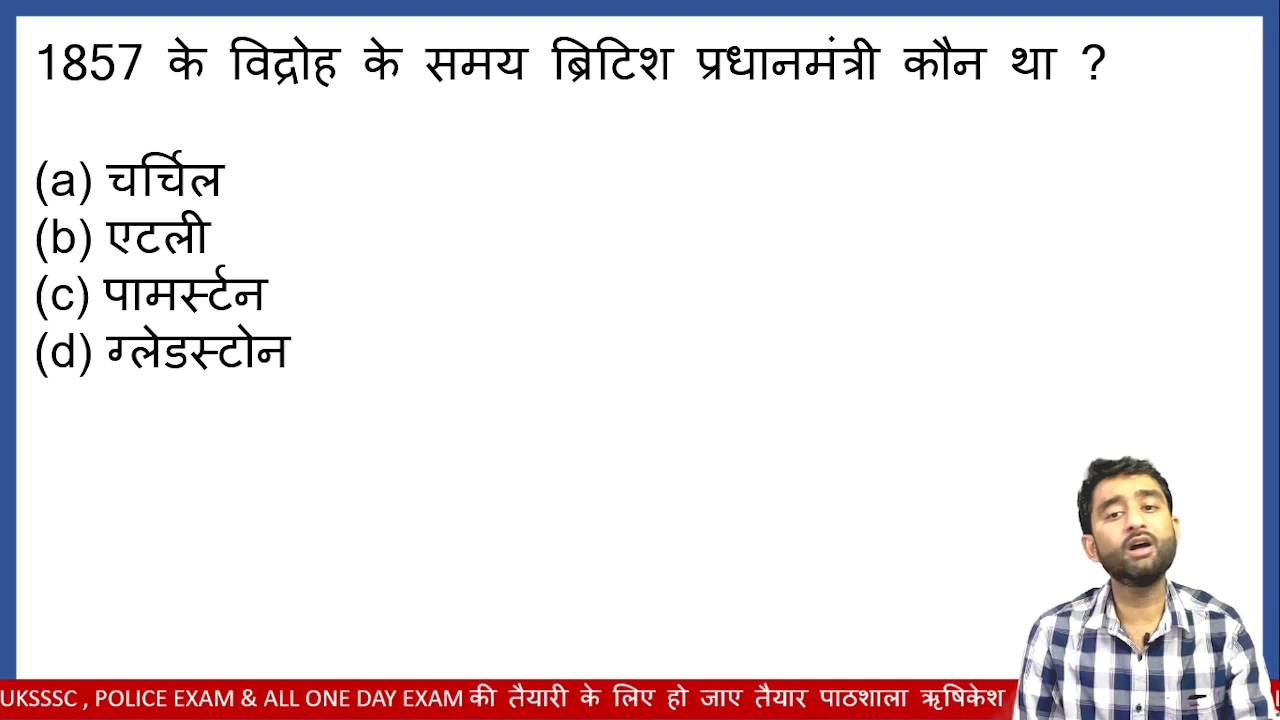 1857 के विद्रोह के समय ब्रिटिश प्रधानमंत्री कौन था ?
(a) चर्चिल
(b) एटली
(c) पामर्स्टन
(d) ग्लेडस्टोन
UKSSSC , POLICE EXAM & ALL ONE DAY EXAM की तैयारी के लिए हो जाए तैयार पाठशाला ऋषिकेश